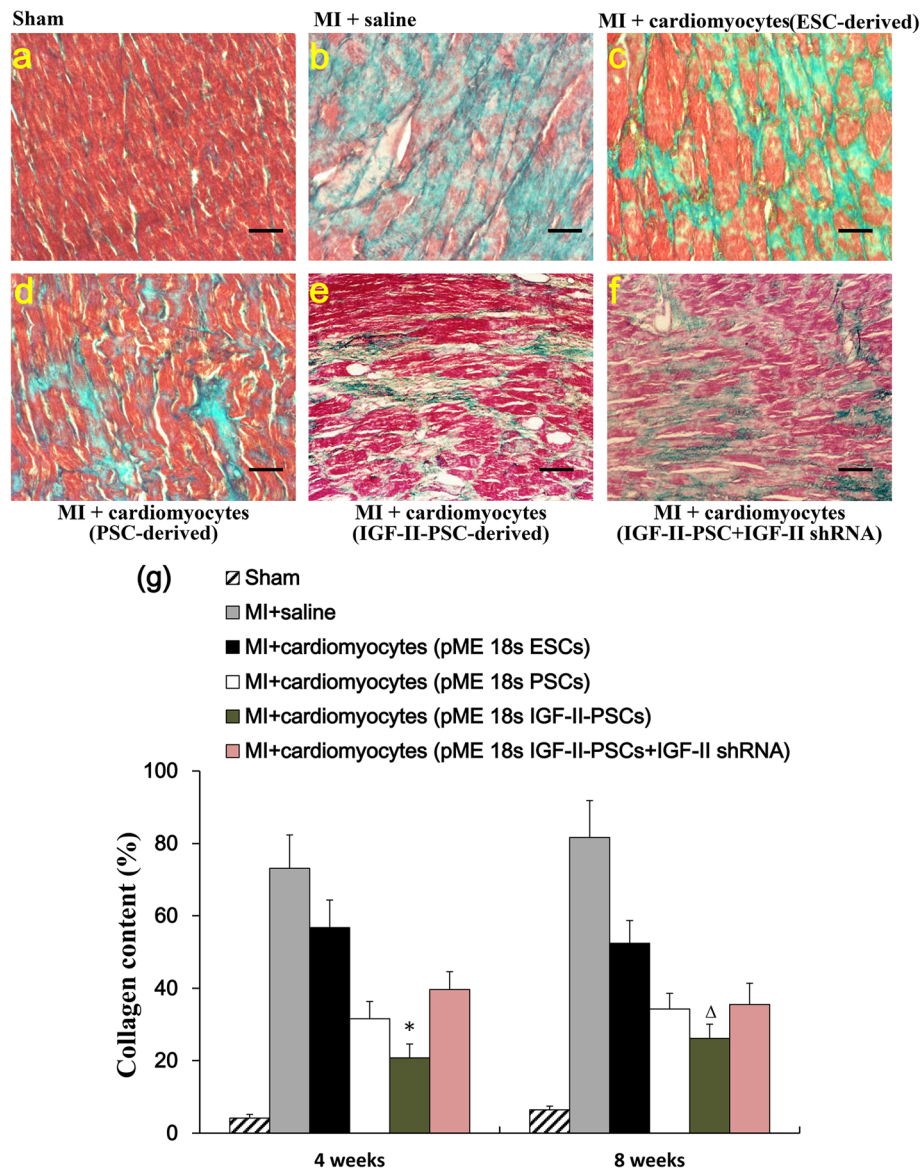 Sham
MI + saline
MI + cardiomyocytes(ESC-derived)
a
b
c
d
e
f
MI + cardiomyocytes
(PSC-derived)
MI + cardiomyocytes
(IGF-II-PSC-derived)
MI + cardiomyocytes
(IGF-II-PSC+IGF-II shRNA)
(g)
Sham
MI+saline
MI+cardiomyocytes (pME 18s ESCs)
MI+cardiomyocytes (pME 18s PSCs)
MI+cardiomyocytes (pME 18s IGF-II-PSCs)
MI+cardiomyocytes (pME 18s IGF-II-PSCs+IGF-II shRNA)
Collagen content (%)
100
80
60
40
20
0
*
Δ
4 weeks
8 weeks